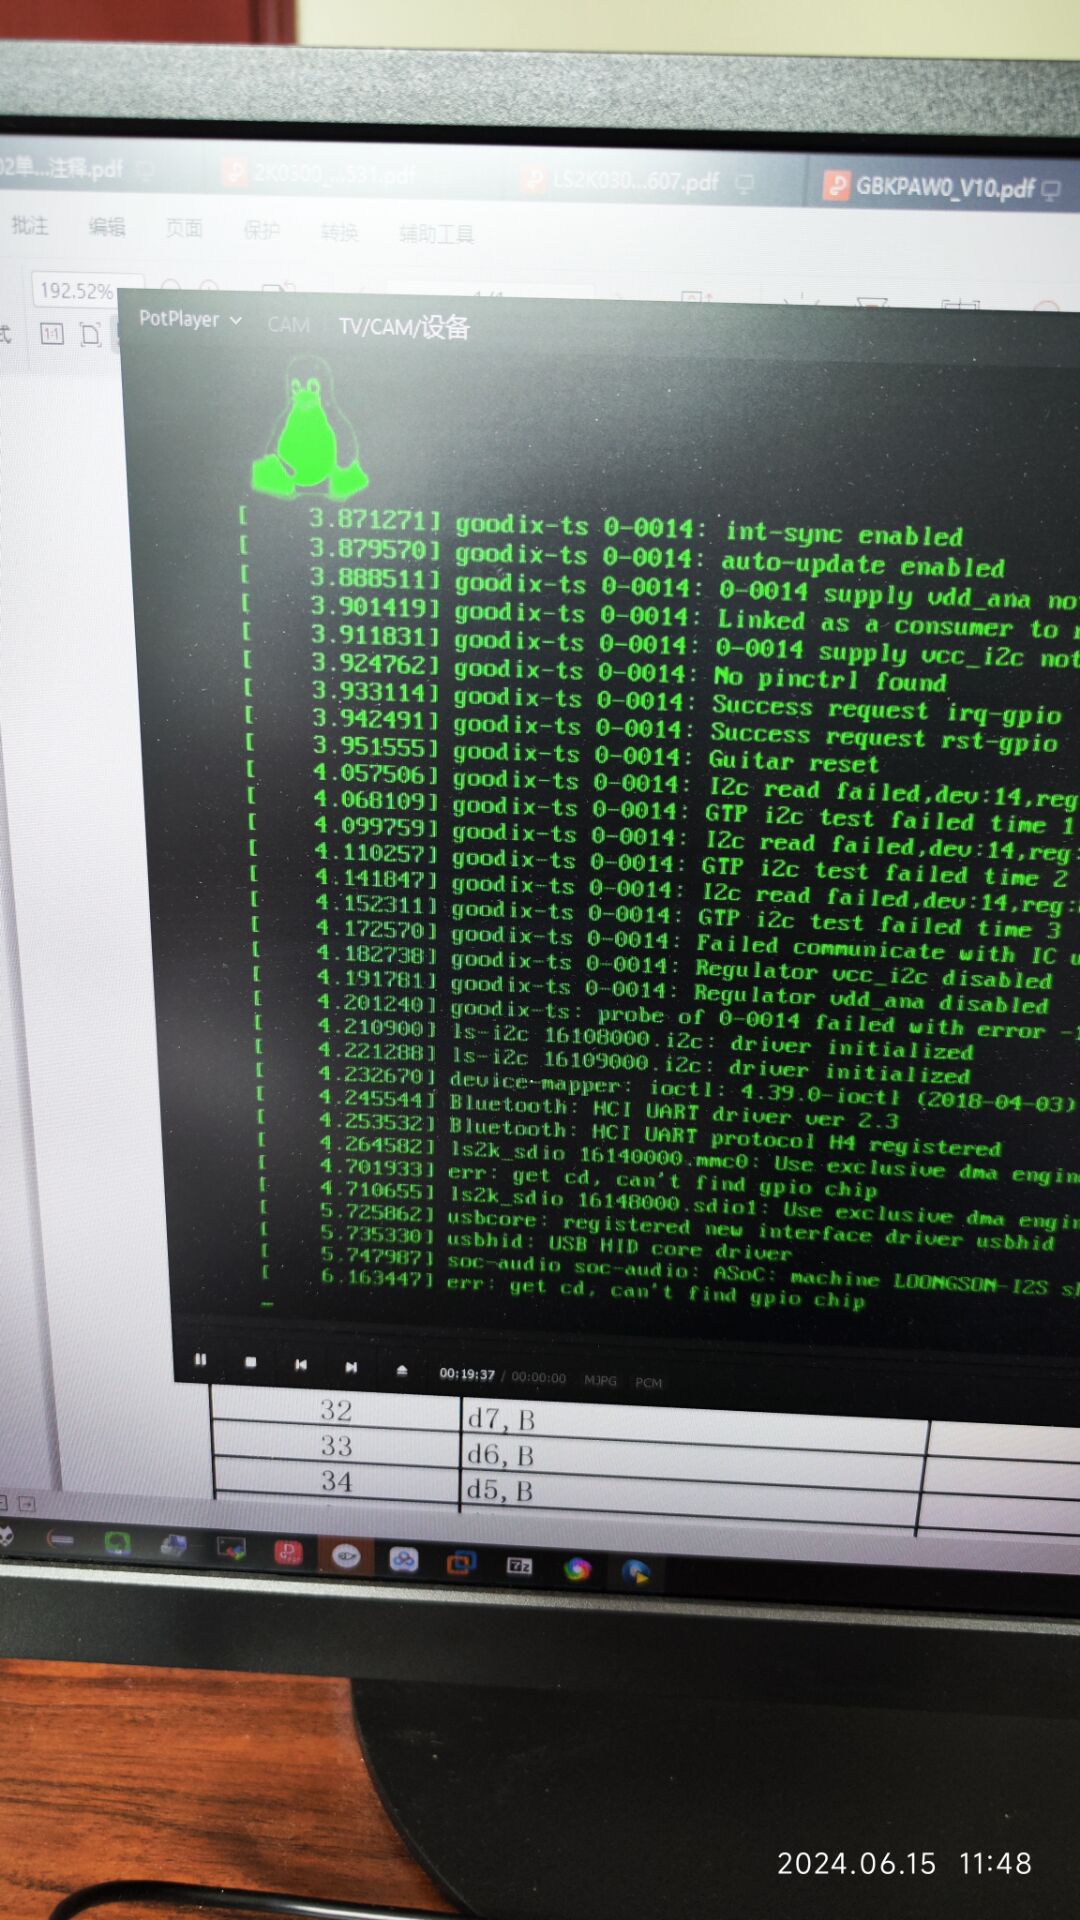 02单...注释.pdf
2K0300_...531.pdf
LS2K030...607.pdf
GBKPAW0_V10.pdf
批注 编辑 页面 保护 转换 辅助工具
192.52%
1/1
式
1:1
PotPlayer CAM TV/CAM/设备
[ 3.871271] goodix-ts 0-0014: int-sync enabled
[ 3.879570] goodix-ts 0-0014: auto-update enabled
[ 3.888511] goodix-ts 0-0014: 0-0014 supply vdd_ana no
[ 3.901419] goodix-ts 0-0014: Linked as a consumer to
[ 3.911831] goodix-ts 0-0014: 0-0014 supply vcc_i2c not
[ 3.924762] goodix-ts 0-0014: No pinctrl found
[ 3.933114] goodix-ts 0-0014: Success request irq-gpio
[ 3.942491] goodix-ts 0-0014: Success request rst-gpio
[ 3.951555] goodix-ts 0-0014: Guitar reset
[ 4.057506] goodix-ts 0-0014: I2c read failed,dev:14,reg
[ 4.068109] goodix-ts 0-0014: GTP i2c test failed time 1
[ 4.099759] goodix-ts 0-0014: I2c read failed,dev:14,reg:
[ 4.110257] goodix-ts 0-0014: GTP i2c test failed time 2
[ 4.141847] goodix-ts 0-0014: I2c read failed,dev:14,reg:
[ 4.152311] goodix-ts 0-0014: GTP i2c test failed time 3
[ 4.172570] goodix-ts 0-0014: Failed communicate with IC u
[ 4.182738] goodix-ts 0-0014: Regulator vcc_i2c disabled
[ 4.191781] goodix-ts 0-0014: Regulator vdd_ana disabled
[ 4.201240] goodix-ts: probe of 0-0014 failed with error -1
[ 4.210900] ls-i2c 16108000.i2c: driver initialized
[ 4.221288] ls-i2c 16109000.i2c: driver initialized
[ 4.232670] device-mapper: ioctl: 4.39.0-ioctl (2018-04-03)
[ 4.245544] Bluetooth: HCI UART driver ver 2.3
[ 4.253532] Bluetooth: HCI UART protocol H4 registered
[ 4.264582] ls2k_sdio 16140000.mmc0: Use exclusive dma engin
[ 4.701933] err: get cd, can't find gpio chip
[ 4.710655] ls2k_sdio 16148000.sdio1: Use exclusive dma engin
[ 5.725862] usbcore: registered new interface driver usbhid
[ 5.735330] usbhid: USB HID core driver
[ 5.747987] soc-audio soc-audio: ASoC: machine LOONGSON-I2S s
[ 6.163447] err: get cd, can't find gpio chip
00:19:37 / 00:00:00 MJPG PCM
32 d7, B
33 d6, B
34 d5, B
7z
2024.06.15 11:48